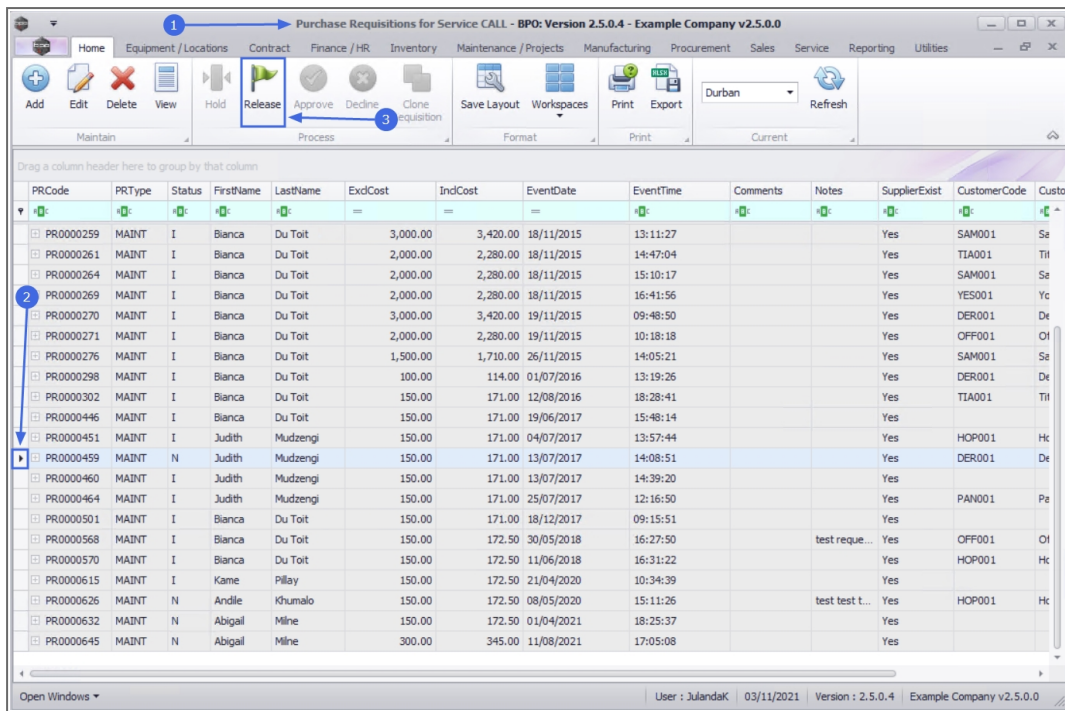 1
Purchase Requisitions for Service CALL - BPO: Version 2.5.0.4 - Example Company v2.5.0.0
Home Equipment / Locations Contract Finance / HR Inventory Maintenance / Projects Manufacturing Procurement Sales Service Reporting Utilities
Add Edit Delete View Hold Release Approve Decline Clone Requisition Save Layout Workspaces Print Export Durban Refresh
3
Maintain Process Format Print Current
Drag a column header here to group by that column
PRCode PRType Status FirstName LastName ExclCost InclCost EventDate EventTime Comments Notes SupplierExist CustomerCode Custo
PR0000259 MAINT I Bianca Du Toit 3,000.00 3,420.00 18/11/2015 13:11:27 Yes SAM001 Sa
PR0000261 MAINT I Bianca Du Toit 2,000.00 2,280.00 18/11/2015 14:47:04 Yes TIA001 Tit
PR0000264 MAINT I Bianca Du Toit 2,000.00 2,280.00 18/11/2015 15:10:17 Yes SAM001 Sa
2 PR0000269 MAINT I Bianca Du Toit 2,000.00 2,280.00 18/11/2015 16:41:56 Yes YES001 Yo
PR0000270 MAINT I Bianca Du Toit 3,000.00 3,420.00 19/11/2015 09:48:50 Yes DER001 De
PR0000271 MAINT I Bianca Du Toit 2,000.00 2,280.00 19/11/2015 10:18:18 Yes OFF001 Of
PR0000276 MAINT I Bianca Du Toit 1,500.00 1,710.00 26/11/2015 14:05:21 Yes SAM001 Sa
PR0000298 MAINT I Bianca Du Toit 100.00 114.00 01/07/2016 13:19:26 Yes DER001 De
PR0000302 MAINT I Bianca Du Toit 150.00 171.00 12/08/2016 18:28:41 Yes TIA001 Tit
PR0000446 MAINT I Bianca Du Toit 150.00 171.00 19/06/2017 15:48:14 Yes
PR0000451 MAINT I Judith Mudzengi 150.00 171.00 04/07/2017 13:57:44 Yes HOP001 Ho
PR0000459 MAINT N Judith Mudzengi 150.00 171.00 13/07/2017 14:08:51 Yes DER001 De
PR0000460 MAINT I Judith Mudzengi 150.00 171.00 13/07/2017 14:39:20 Yes
PR0000464 MAINT I Judith Mudzengi 150.00 171.00 25/07/2017 12:16:50 Yes PAN001 Pa
PR0000501 MAINT I Bianca Du Toit 150.00 171.00 18/12/2017 09:15:51 Yes
PR0000568 MAINT I Bianca Du Toit 150.00 172.50 30/05/2018 16:27:50 test reque... Yes OFF001 Of
PR0000570 MAINT I Bianca Du Toit 150.00 172.50 11/06/2018 16:31:22 Yes HOP001 Ho
PR0000615 MAINT I Kame Pillay 150.00 172.50 21/04/2020 10:34:39 Yes
PR0000626 MAINT N Andile Khumalo 150.00 172.50 08/05/2020 15:11:26 test test t... Yes HOP001 Ho
PR0000632 MAINT N Abigail Milne 150.00 172.50 01/04/2021 18:25:37 Yes
PR0000645 MAINT N Abigail Milne 300.00 345.00 11/08/2021 17:05:08 Yes
Open Windows User : JulandaK 03/11/2021 Version : 2.5.0.4 Example Company v2.5.0.0